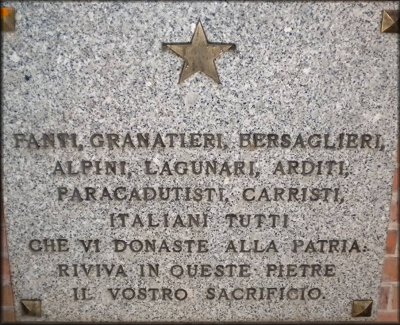 FANTI, GRANATIERI, BERSAGLIERI,
ALPINI, LAGUNARI, ARDITI,
PARACADUTISTI, CARRISTI,
ITALIANI TUTTI
CHE VI DONASTE ALLA PATRIA:
RIVIVA IN QUESTE PIETRE
IL VOSTRO SACRIFICIO.